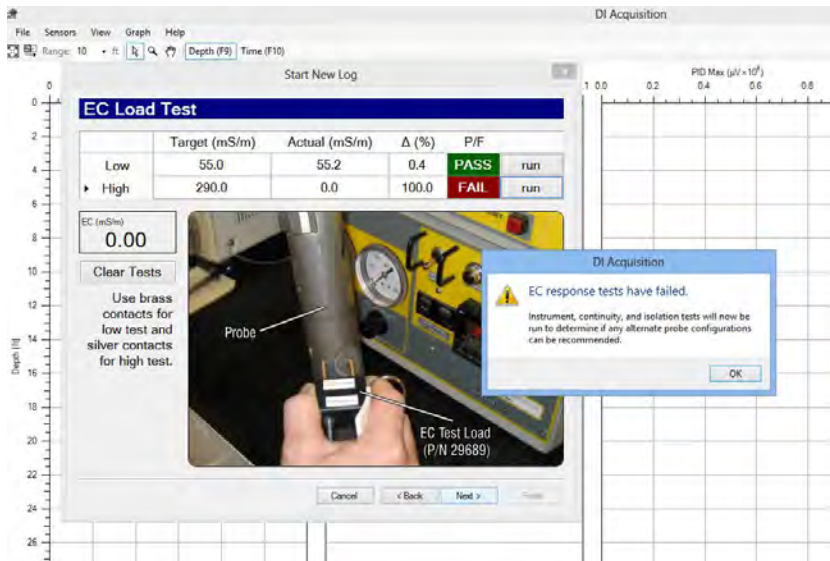 DI Acquisition
File Sensors View Graph Help
Range: 10 ft Depth (F9) Time (F10)
Start New Log
0
1 0.0 0.2 0.4 0.6 0.8
PID Max (µV×10⁶)
EC Load Test
Target (mS/m) Actual (mS/m) Δ (%) P/F
Low 55.0 55.2 0.4 PASS run
High 290.0 0.0 100.0 FAIL run
EC (mS/m)
0.00
Clear Tests
Use brass
contacts for
low test and
silver contacts
for high test.
Probe
EC Test Load
(P/N 29689)
DI Acquisition
EC response tests have failed.
Instrument, continuity, and isolation tests will now be
run to determine if any alternate probe configurations
can be recommended.
OK
Cancel
< Back
Next >
Depth (ft)
0
2
4
6
8
10
12
14
16
18
20
22
24
26